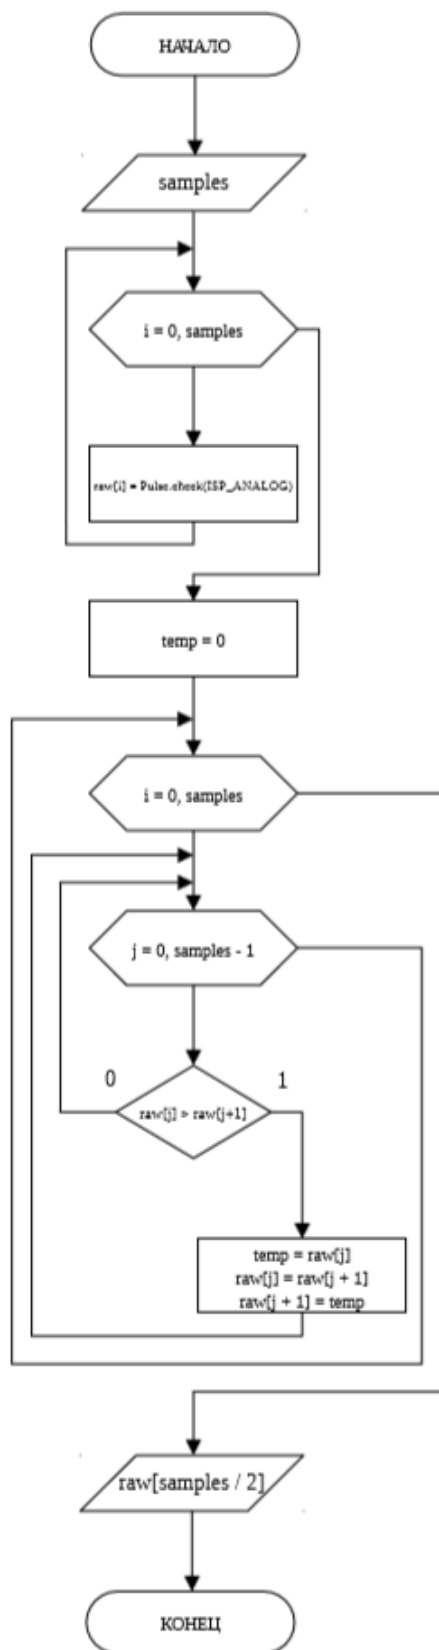 НАЧАЛО
samples
i = 0, samples
raw[i] = Pulse.check(ISP_ANALOG)
temp = 0
i = 0, samples
j = 0, samples - 1
0
1
raw[j] > raw[j+1]
temp = raw[j]
raw[j] = raw[j + 1]
raw[j + 1] = temp
raw[samples / 2]
КОНЕЦ